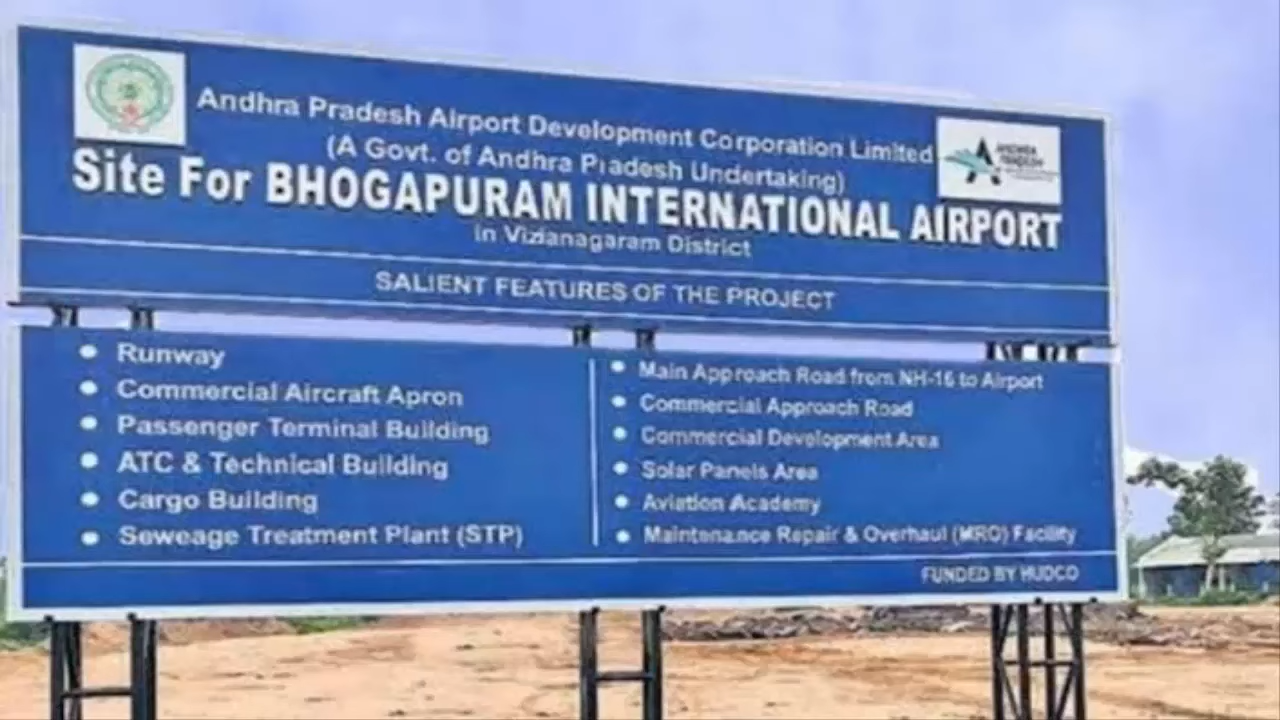 Andhra Pradesh Airport Development Corporation Limited
(A Govt. of Andhra Pradesh Undertaking)
Site For BHOGAPURAM INTERNATIONAL AIRPORT
in Vizianagaram District
ANDHRA
PRADESH
SALIENT FEATURES OF THE PROJECT
Runway
Commercial Aircraft Apron
Passenger Terminal Building
ATC & Technical Building
Cargo Building
Seweage Treatment Plant (STP)
Main Approach Road from NH-16 to Airport
Commercial Approach Road
Commercial Development Area
Solar Panels Area
Aviation Academy
Maintenance Repair & Overhaul (MRO) Facility
FUNDED BY HUDCO